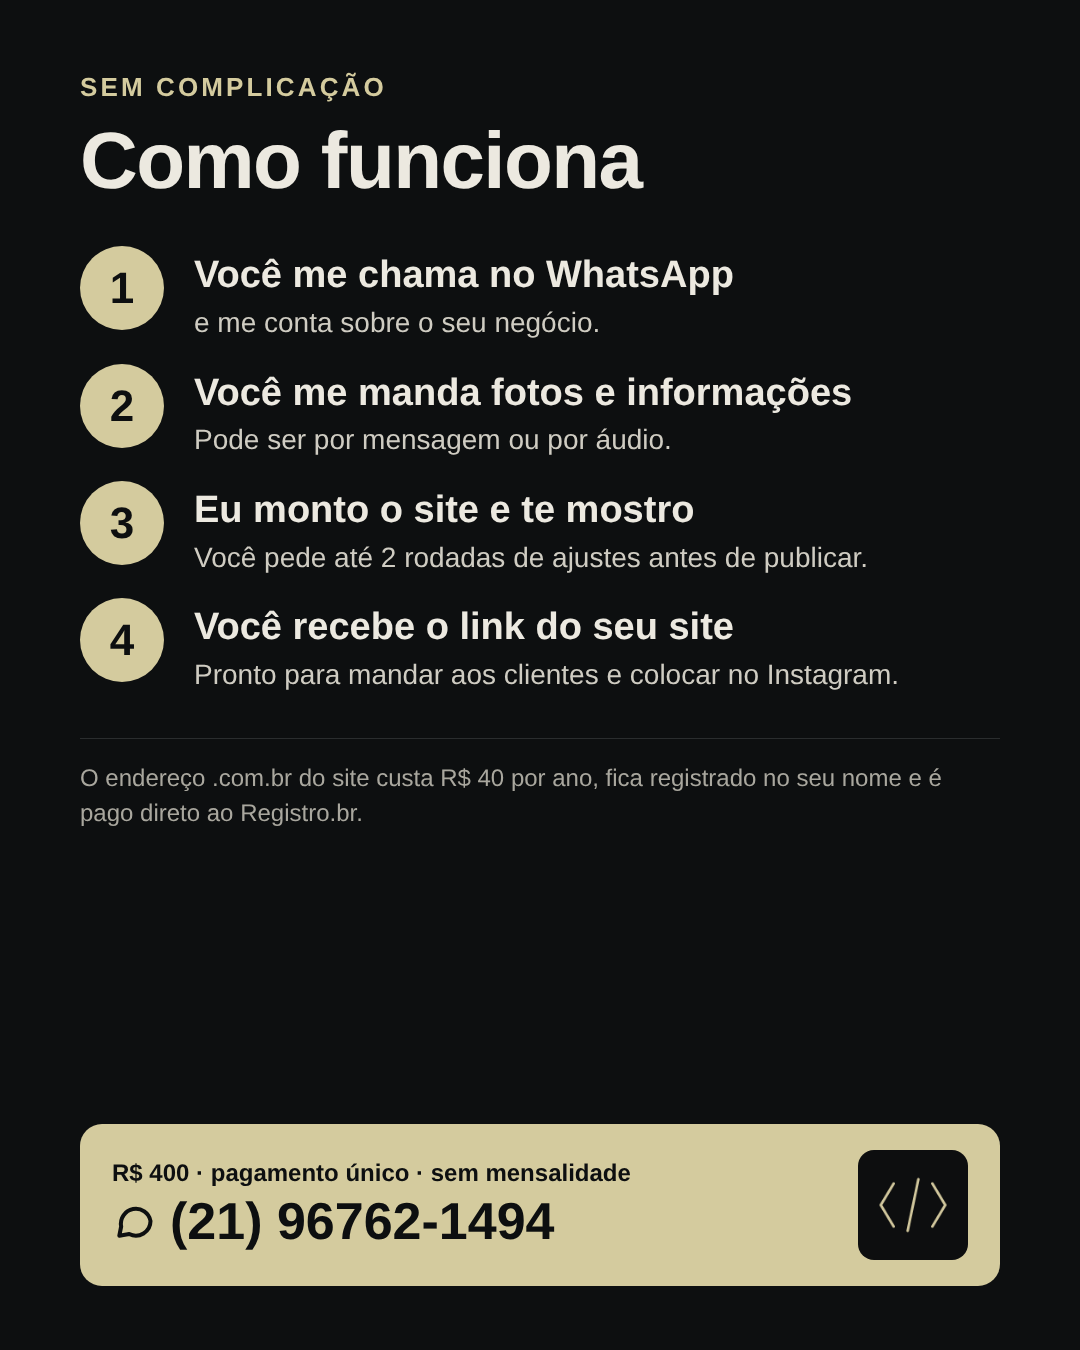 SEM COMPLICAÇÃO
Como funciona
1
Você me chama no WhatsApp
e me conta sobre o seu negócio.
2
Você me manda fotos e informações
Pode ser por mensagem ou por áudio.
3
Eu monto o site e te mostro
Você pede até 2 rodadas de ajustes antes de publicar.
4
Você recebe o link do seu site
Pronto para mandar aos clientes e colocar no Instagram.
O endereço .com.br do site custa R$ 40 por ano, fica registrado no seu nome e é
pago direto ao Registro.br.
R$ 400 · pagamento único · sem mensalidade
(21) 96762-1494